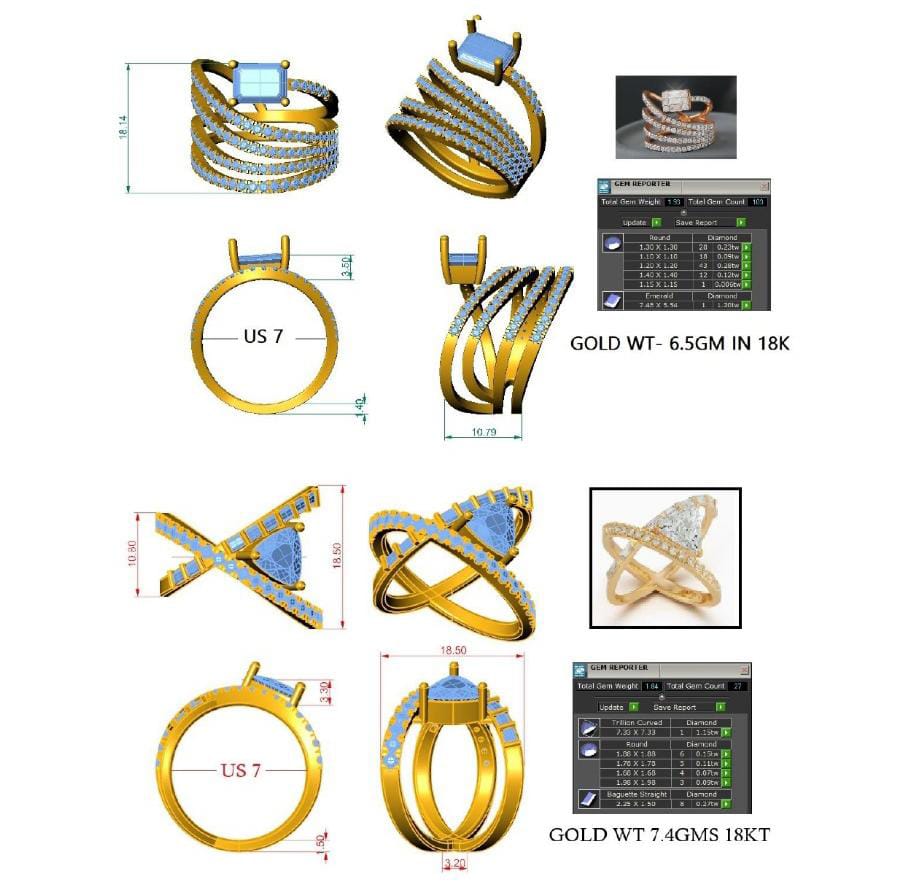 18.14
GEM REPORTER
Total Gem Weight 1.93 Total Gem Count 103
Update Save Report
Round Diamond
1.30 X 1.30 28 0.23tw
1.10 X 1.10 18 0.09tw
1.20 X 1.20 43 0.28tw
1.40 X 1.40 12 0.12tw
1.15 X 1.15 1 0.006tw
Emerald Diamond
7.45 X 5.54 1 1.20tw
3.50
US 7
GOLD WT- 6.5GM IN 18K
1.40
10.79
10.80
18.50
18.50
GEM REPORTER
Total Gem Weight 1.84 Total Gem Count 27
Update Save Report
Trillion Curved Diamond
7.33 X 7.33 1 1.15tw
Round Diamond
1.88 X 1.88 6 0.15tw
1.78 X 1.78 5 0.11tw
1.68 X 1.68 4 0.07tw
1.98 X 1.98 3 0.09tw
Baguette Straight Diamond
2.25 X 1.50 8 0.27tw
3.30
US 7
1.50
3.20
GOLD WT 7.4GMS 18KT